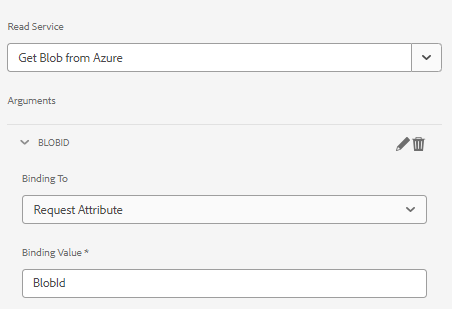 Read Service
Get Blob from Azure
Arguments
BLOBID
Binding To
Request Attribute
Binding Value *
BlobId